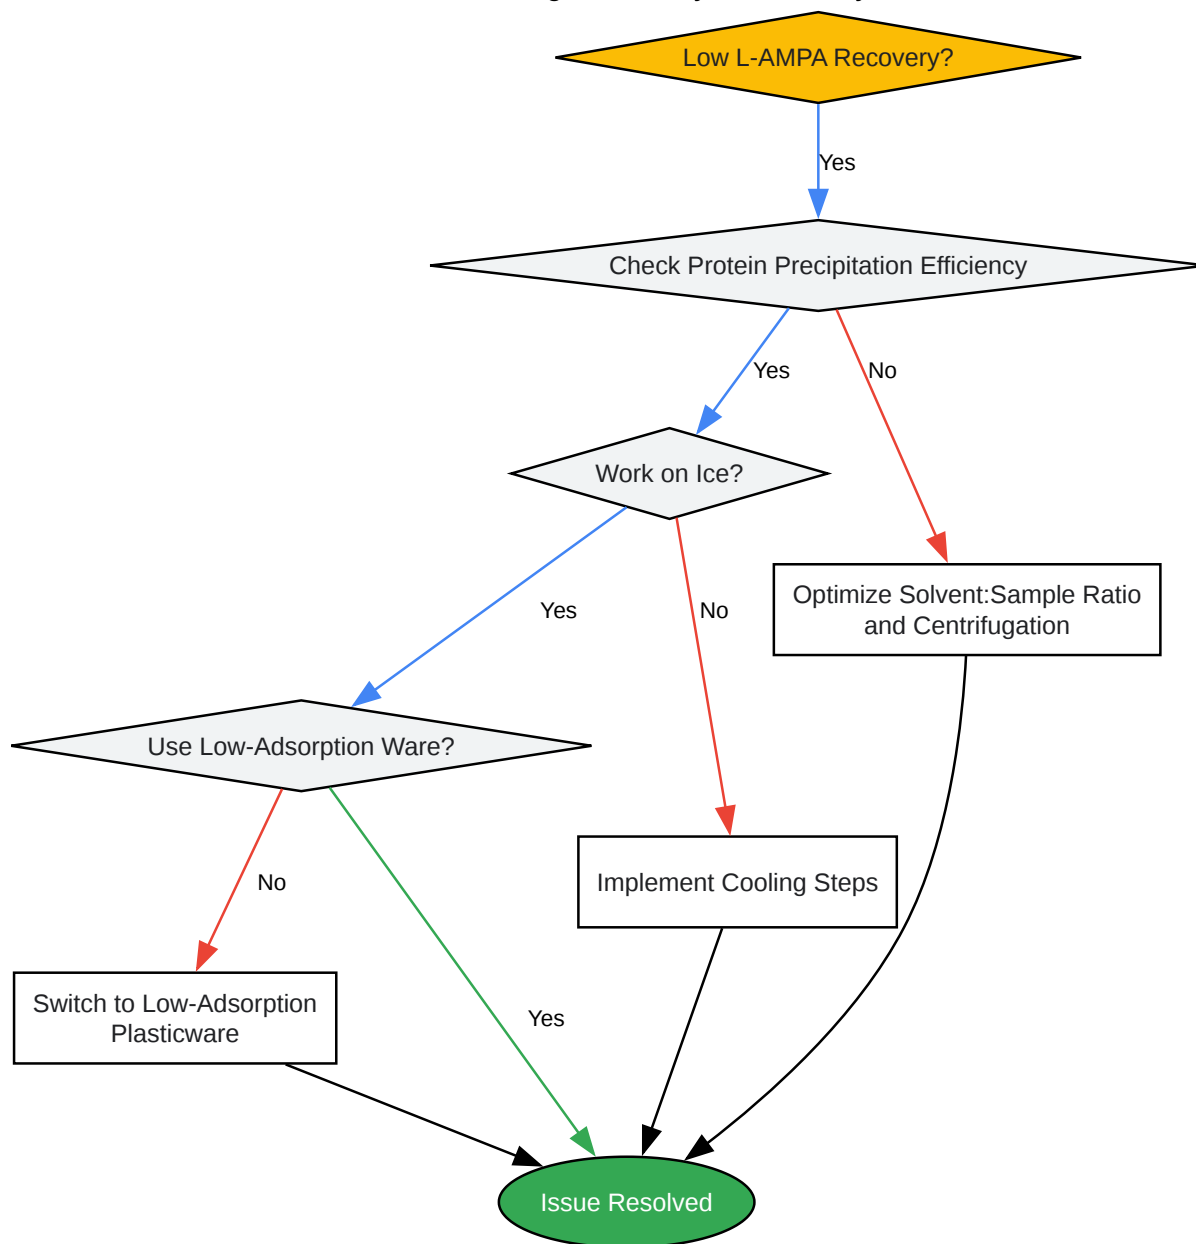 Low L-AMPA Recovery?
Yes
Check Protein Precipitation Efficiency
Yes
No
Work on Ice?
Optimize Solvent:Sample Ratio
and Centrifugation
Yes
No
Use Low-Adsorption Ware?
No
Implement Cooling Steps
Switch to Low-Adsorption
Plasticware
Yes
Issue Resolved